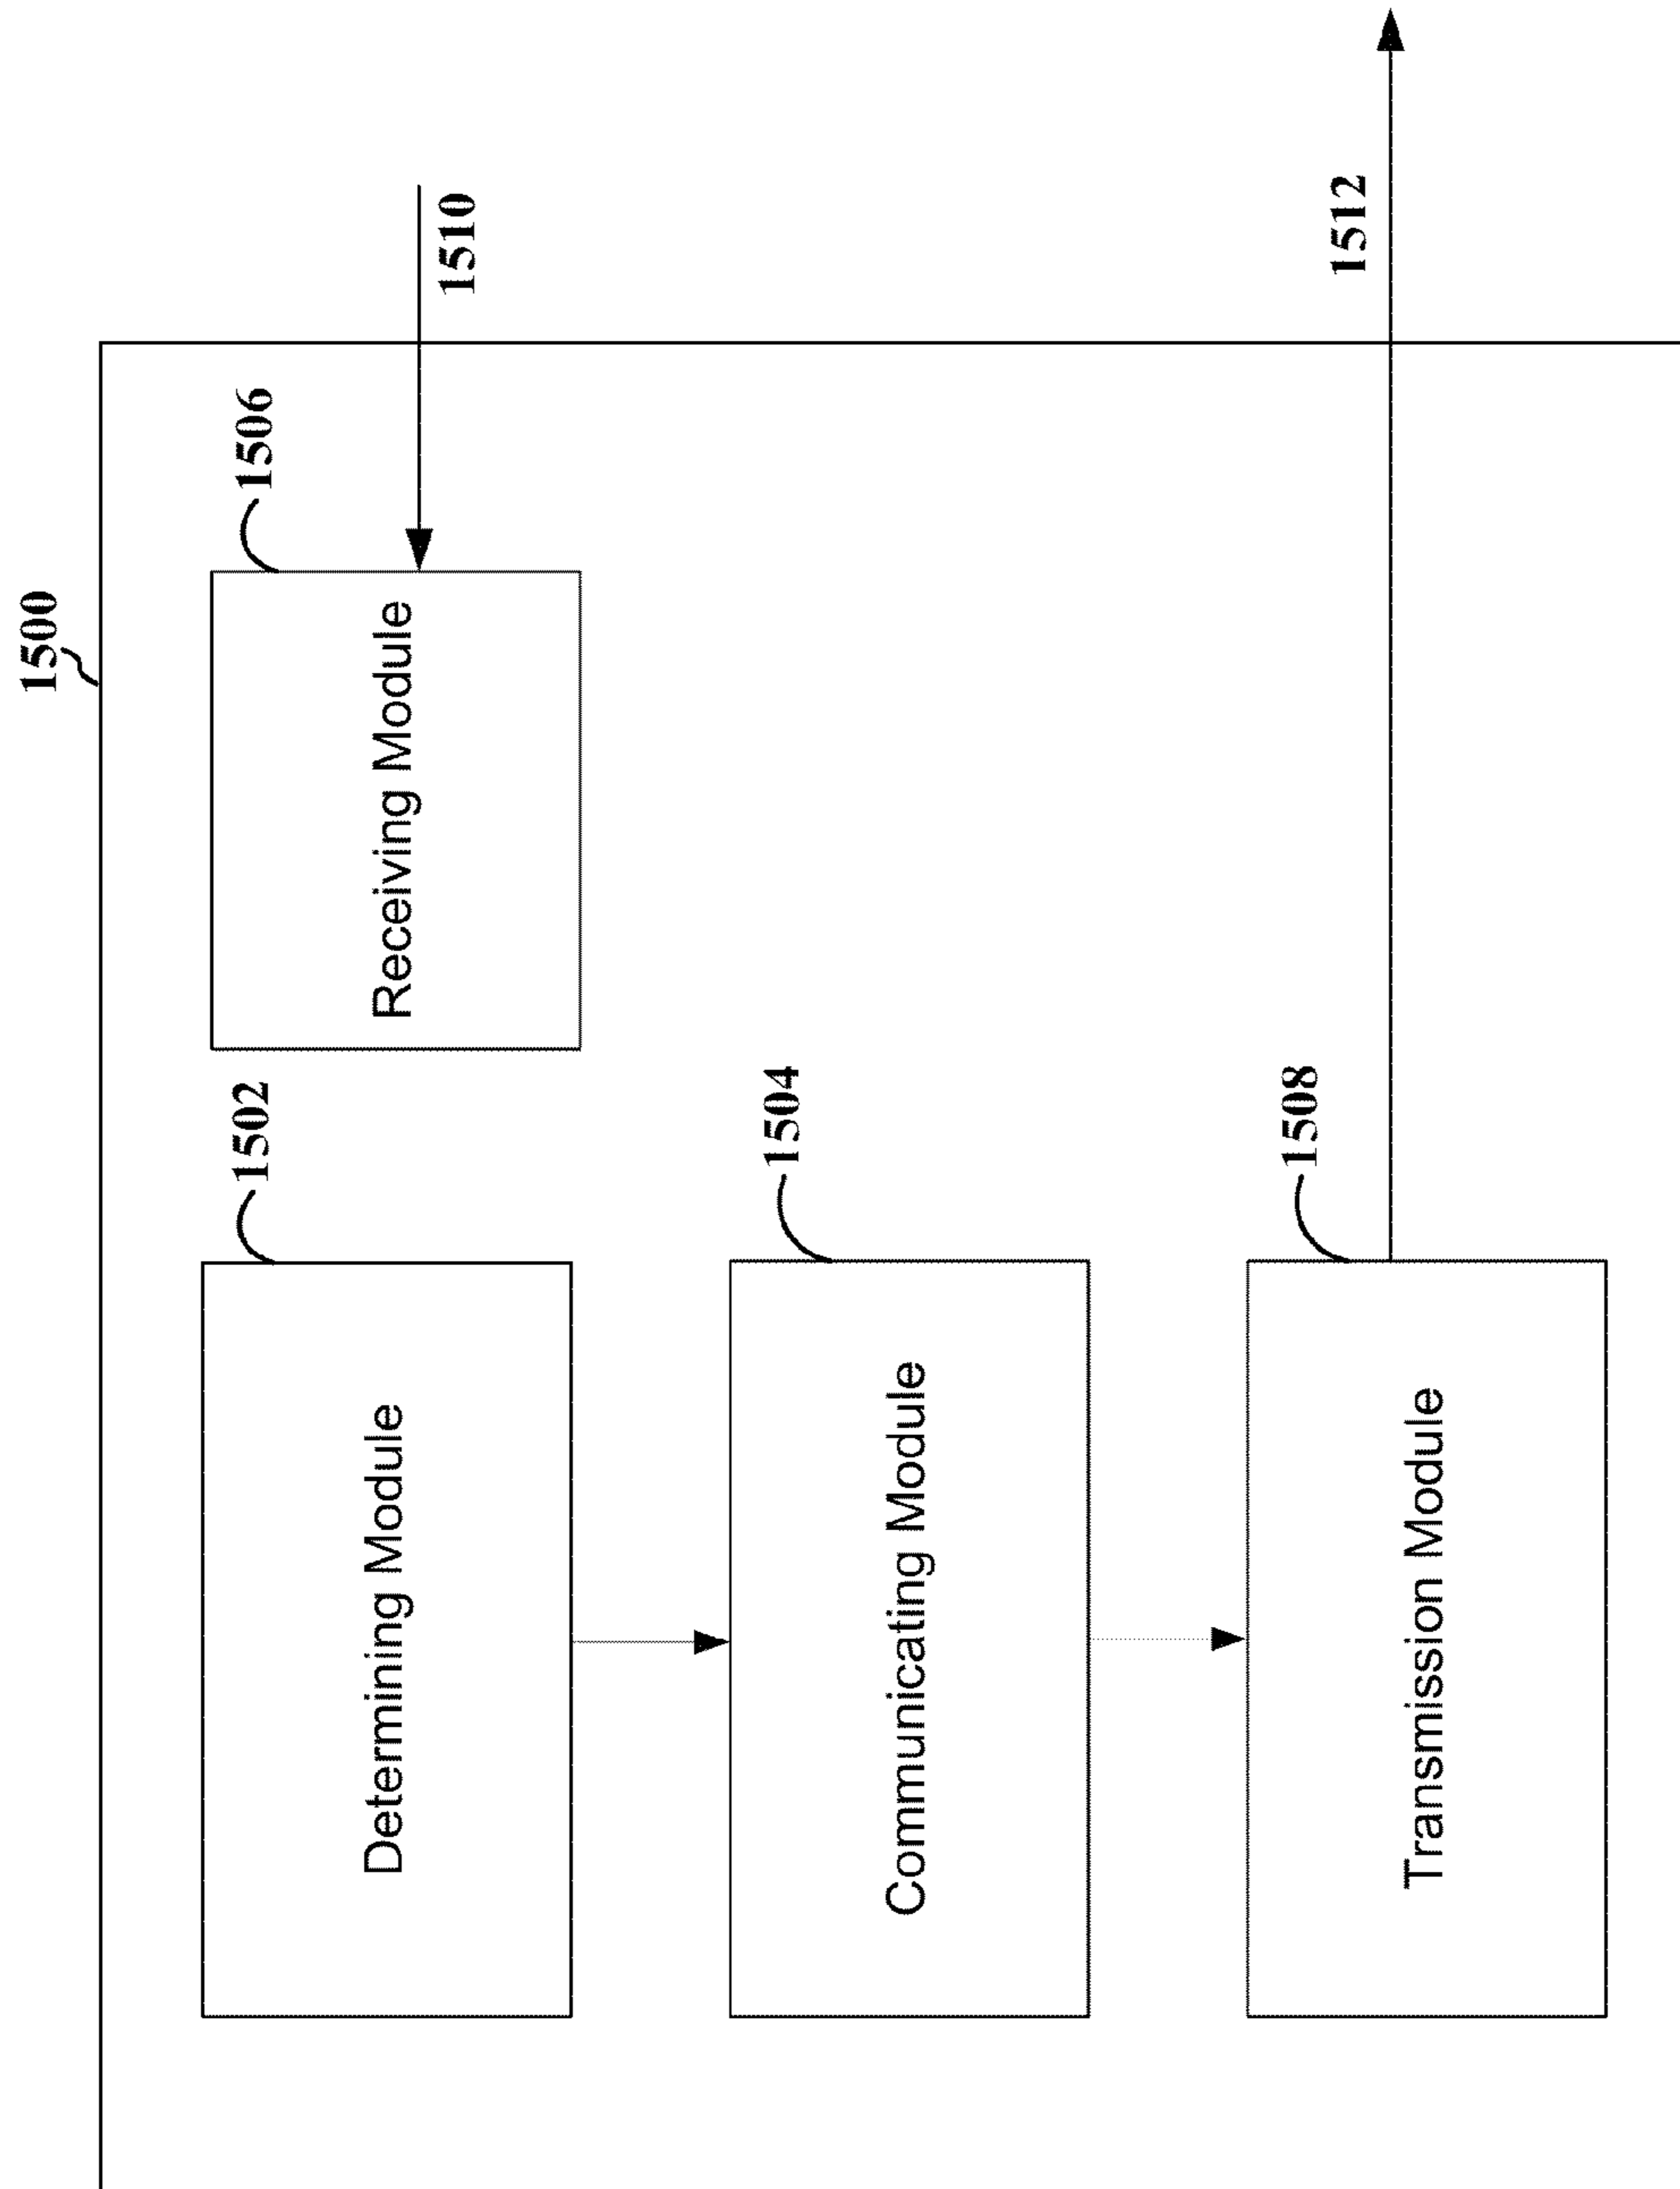 1500
1502
1506
Determining Module
Receiving Module
1510
1504
Communicating Module
1508
1512
Transmission Module